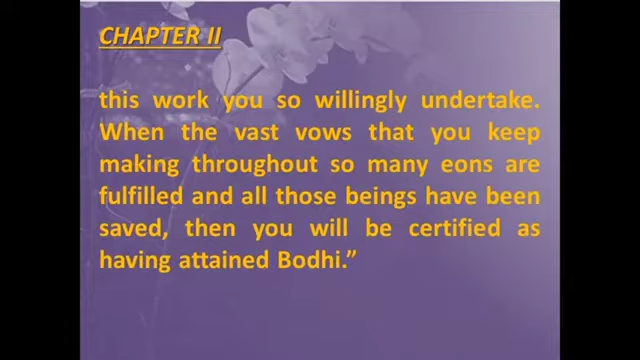 CHAPTER II
this work you so willingly undertake.
When the vast vows that you keep
making throughout so many eons are
fulfilled and all those beings have been
saved, then you will be certified as
having attained Bodhi.”